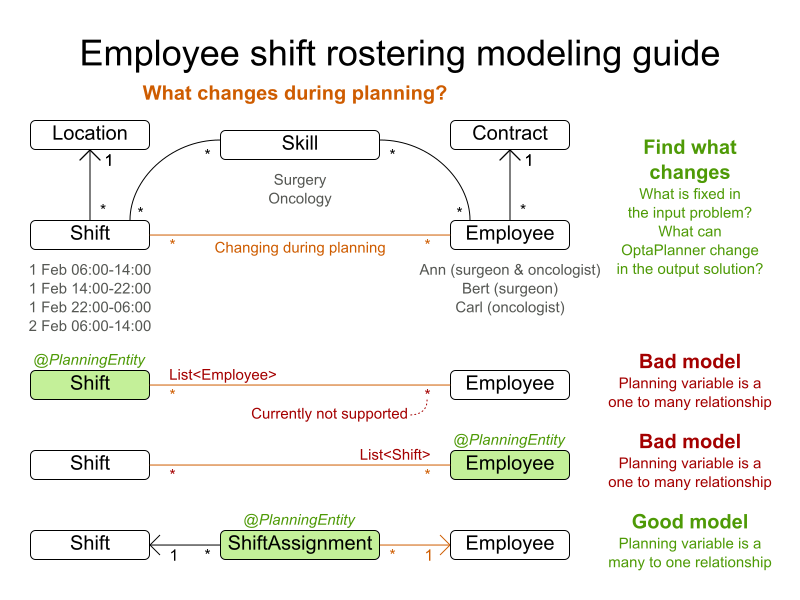 Employee shift rostering modeling guide
What changes during planning?
Location
Skill
Contract
1
*
*
1
Surgery
Oncology
*
*
*
*
Shift
Employee
*
Changing during planning
*
1 Feb 06:00-14:00
1 Feb 14:00-22:00
1 Feb 22:00-06:00
2 Feb 06:00-14:00
Ann (surgeon & oncologist)
Bert (surgeon)
Carl (oncologist)
Find what
changes
What is fixed in
the input problem?
What can
OptaPlanner change
in the output solution?
@PlanningEntity
Shift
List<Employee>
*
*
Employee
Currently not supported
Bad model
Planning variable is a
one to many relationship
@PlanningEntity
Shift
*
List<Shift>
*
Employee
Bad model
Planning variable is a
one to many relationship
@PlanningEntity
Shift
1
*
ShiftAssignment
*
1
Employee
Good model
Planning variable is a
many to one relationship